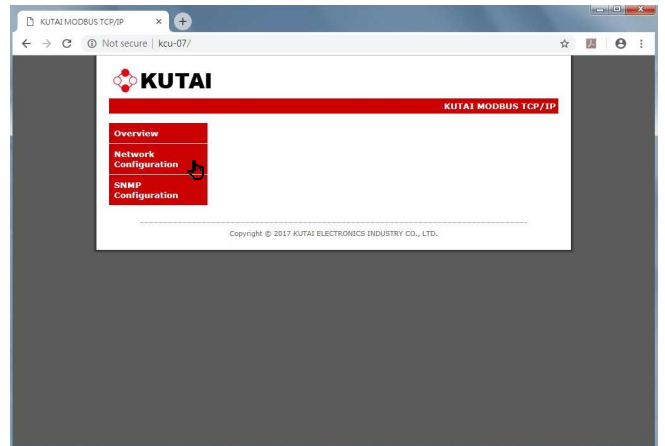 KUTAI MODBUS TCP/IP
Not secure | kcu-07/
KUTAI
KUTAI MODBUS TCP/IP
Overview
Network
Configuration
SNMP
Configuration
Copyright © 2017 KUTAI ELECTRONICS INDUSTRY CO., LTD.